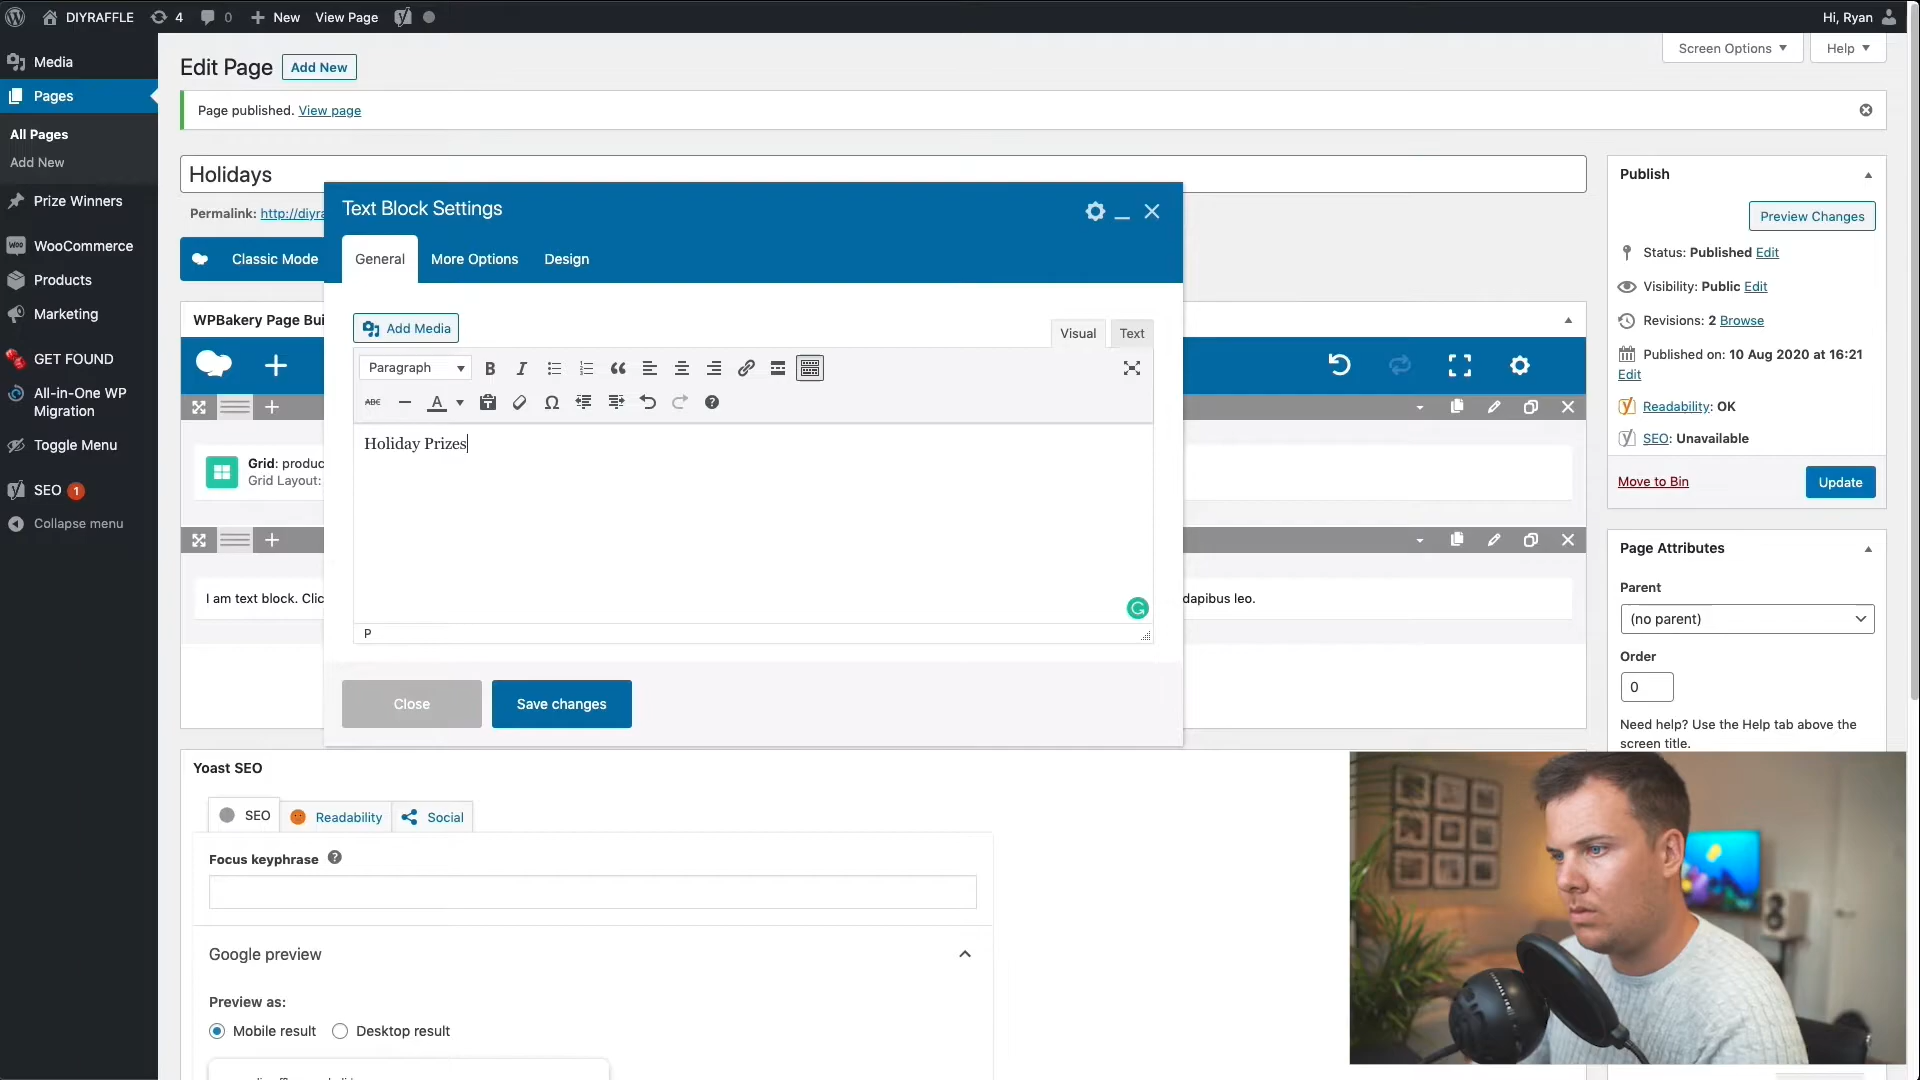 DIYRAFFLE 4 0 New View Page Hi, Ryan
Media
Pages
All Pages
Add New
Prize Winners
WooCommerce
Products
Marketing
GET FOUND
All-in-One WP
Migration
Toggle Menu
SEO 1
Collapse menu
Screen Options Help
Edit Page Add New
Page published. View page
Holidays
Permalink: http://diyra
Classic Mode
WPBakery Page Bui
Grid: produc
Grid Layout:
I am text block. Clic
dapibus leo.
Text Block Settings
General More Options Design
Add Media
Visual Text
Paragraph
B I
ABC A Ω
Holiday Prizes
P
Close Save changes
Publish
Preview Changes
Status: Published Edit
Visibility: Public Edit
Revisions: 2 Browse
Published on: 10 Aug 2020 at 16:21
Edit
Readability: OK
SEO: Unavailable
Move to Bin Update
Page Attributes
Parent
(no parent)
Order
0
Need help? Use the Help tab above the
screen title.
Yoast SEO
SEO Readability Social
Focus keyphrase
Google preview
Preview as:
Mobile result Desktop result